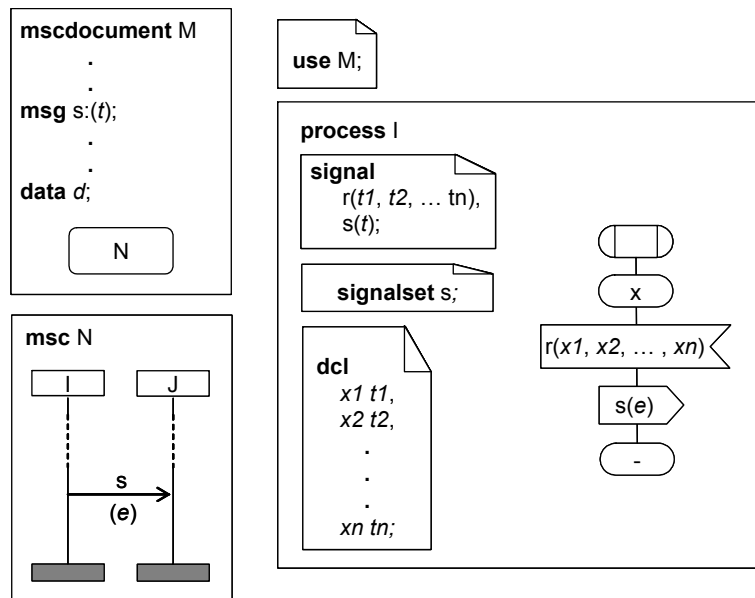 mscdocument M
.
.
msg s:(t);
.
.
data d;
N
msc N
I
J
s
(e)
use M;
process I
signal
r(t1, t2, … tn),
s(t);
signalset s;
dcl
x1 t1,
x2 t2,
.
.
.
xn tn;
x
r(x1, x2, … , xn)
s(e)
-